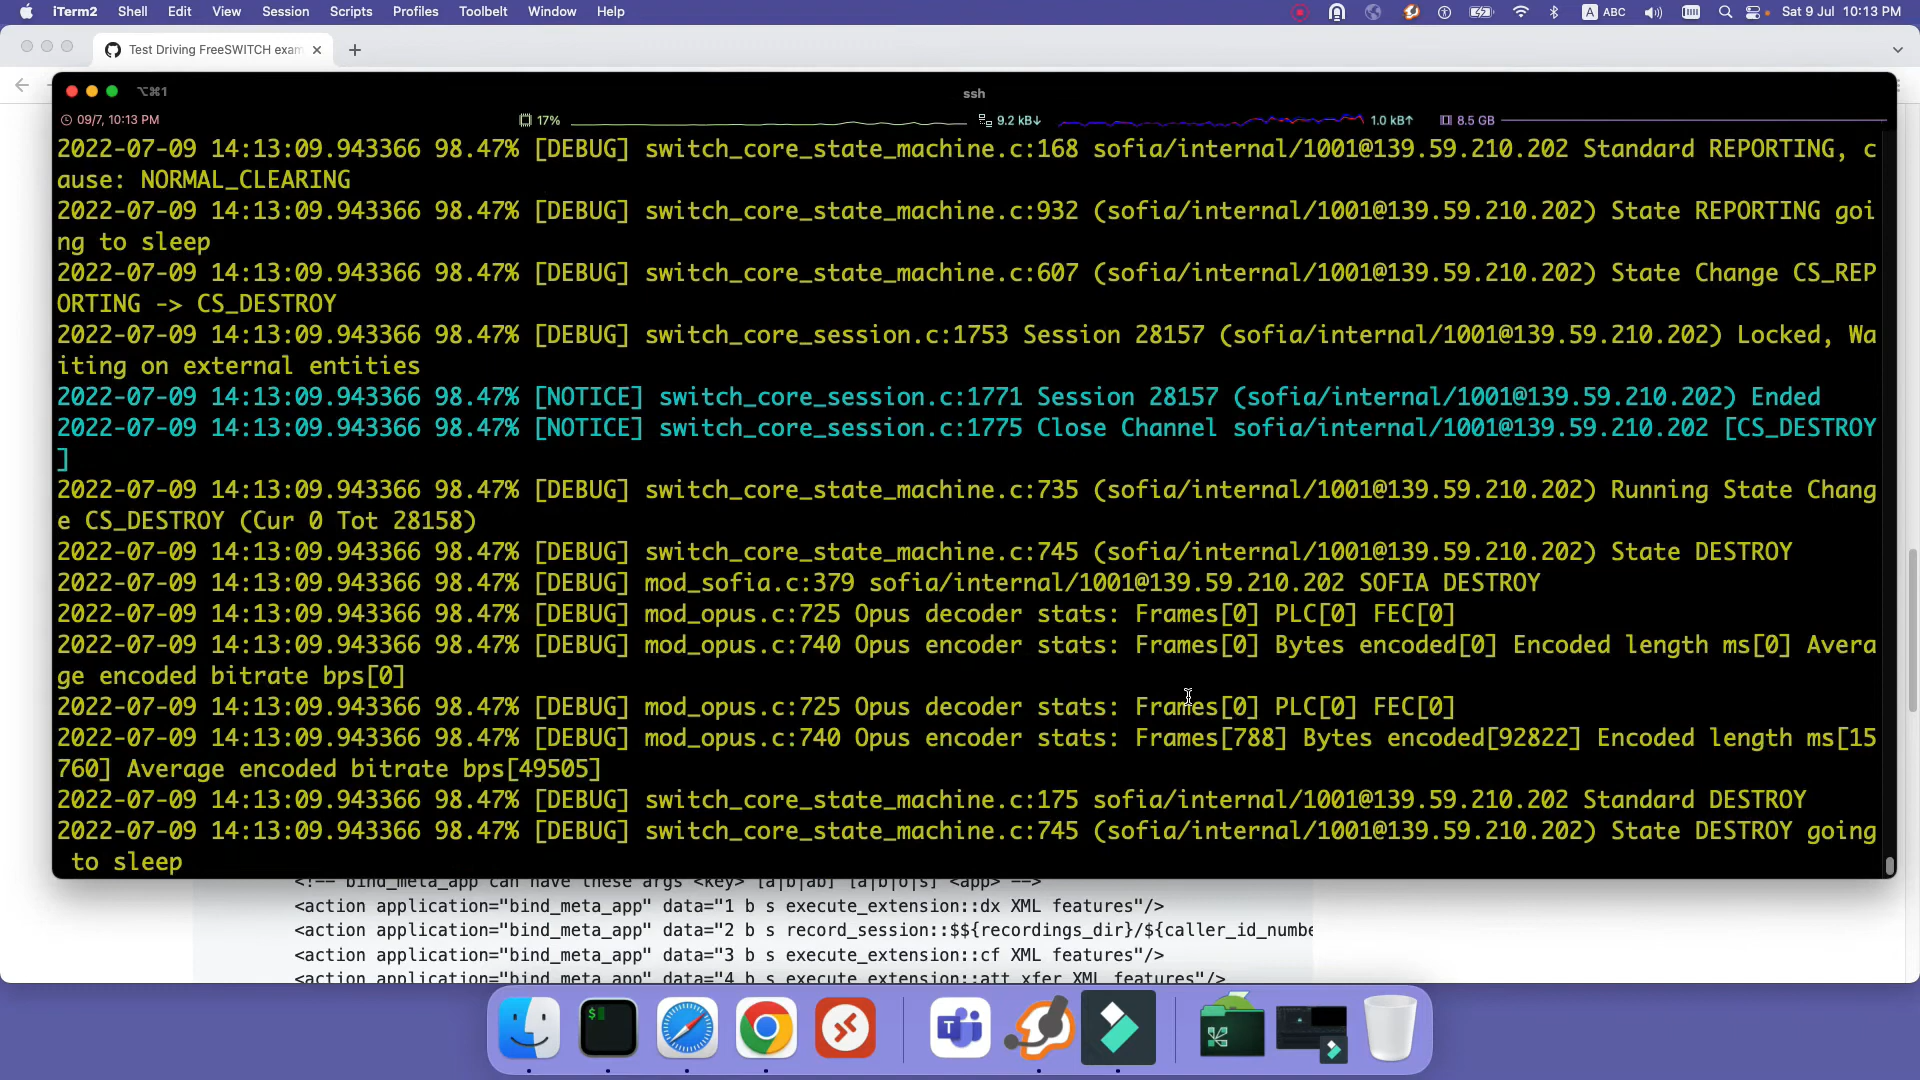 iTerm2 Shell Edit View Session Scripts Profiles Toolbelt Window Help A ABC Sat 9 Jul 10:13 PM
Test Driving FreeSWITCH exam
⌥⌘1
ssh
09/7, 10:13 PM 17% 9.2 kB↓ 1.0 kB↑ 8.5 GB
2022-07-09 14:13:09.943366 98.47% [DEBUG] switch_core_state_machine.c:168 sofia/internal/1001@139.59.210.202 Standard REPORTING, c
ause: NORMAL_CLEARING
2022-07-09 14:13:09.943366 98.47% [DEBUG] switch_core_state_machine.c:932 (sofia/internal/1001@139.59.210.202) State REPORTING goi
ng to sleep
2022-07-09 14:13:09.943366 98.47% [DEBUG] switch_core_state_machine.c:607 (sofia/internal/1001@139.59.210.202) State Change CS_REP
ORTING -> CS_DESTROY
2022-07-09 14:13:09.943366 98.47% [DEBUG] switch_core_session.c:1753 Session 28157 (sofia/internal/1001@139.59.210.202) Locked, Wa
iting on external entities
2022-07-09 14:13:09.943366 98.47% [NOTICE] switch_core_session.c:1771 Session 28157 (sofia/internal/1001@139.59.210.202) Ended
2022-07-09 14:13:09.943366 98.47% [NOTICE] switch_core_session.c:1775 Close Channel sofia/internal/1001@139.59.210.202 [CS_DESTROY
]
2022-07-09 14:13:09.943366 98.47% [DEBUG] switch_core_state_machine.c:735 (sofia/internal/1001@139.59.210.202) Running State Chang
e CS_DESTROY (Cur 0 Tot 28158)
2022-07-09 14:13:09.943366 98.47% [DEBUG] switch_core_state_machine.c:745 (sofia/internal/1001@139.59.210.202) State DESTROY
2022-07-09 14:13:09.943366 98.47% [DEBUG] mod_sofia.c:379 sofia/internal/1001@139.59.210.202 SOFIA DESTROY
2022-07-09 14:13:09.943366 98.47% [DEBUG] mod_opus.c:725 Opus decoder stats: Frames[0] PLC[0] FEC[0]
2022-07-09 14:13:09.943366 98.47% [DEBUG] mod_opus.c:740 Opus encoder stats: Frames[0] Bytes encoded[0] Encoded length ms[0] Avera
ge encoded bitrate bps[0]
2022-07-09 14:13:09.943366 98.47% [DEBUG] mod_opus.c:725 Opus decoder stats: Frames[0] PLC[0] FEC[0]
2022-07-09 14:13:09.943366 98.47% [DEBUG] mod_opus.c:740 Opus encoder stats: Frames[788] Bytes encoded[92822] Encoded length ms[15
760] Average encoded bitrate bps[49505]
2022-07-09 14:13:09.943366 98.47% [DEBUG] switch_core_state_machine.c:175 sofia/internal/1001@139.59.210.202 Standard DESTROY
2022-07-09 14:13:09.943366 98.47% [DEBUG] switch_core_state_machine.c:745 (sofia/internal/1001@139.59.210.202) State DESTROY going
to sleep
<!-- bind_meta_app can have these args <key> [a|b|ab] [a|b|o|s] <app> -->
<action application="bind_meta_app" data="1 b s execute_extension::dx XML features"/>
<action application="bind_meta_app" data="2 b s record_session::$${recordings_dir}/${caller_id_numbe
<action application="bind_meta_app" data="3 b s execute_extension::cf XML features"/>
<action application="bind_meta_app" data="4 b s execute_extension::att_xfer XML features"/>